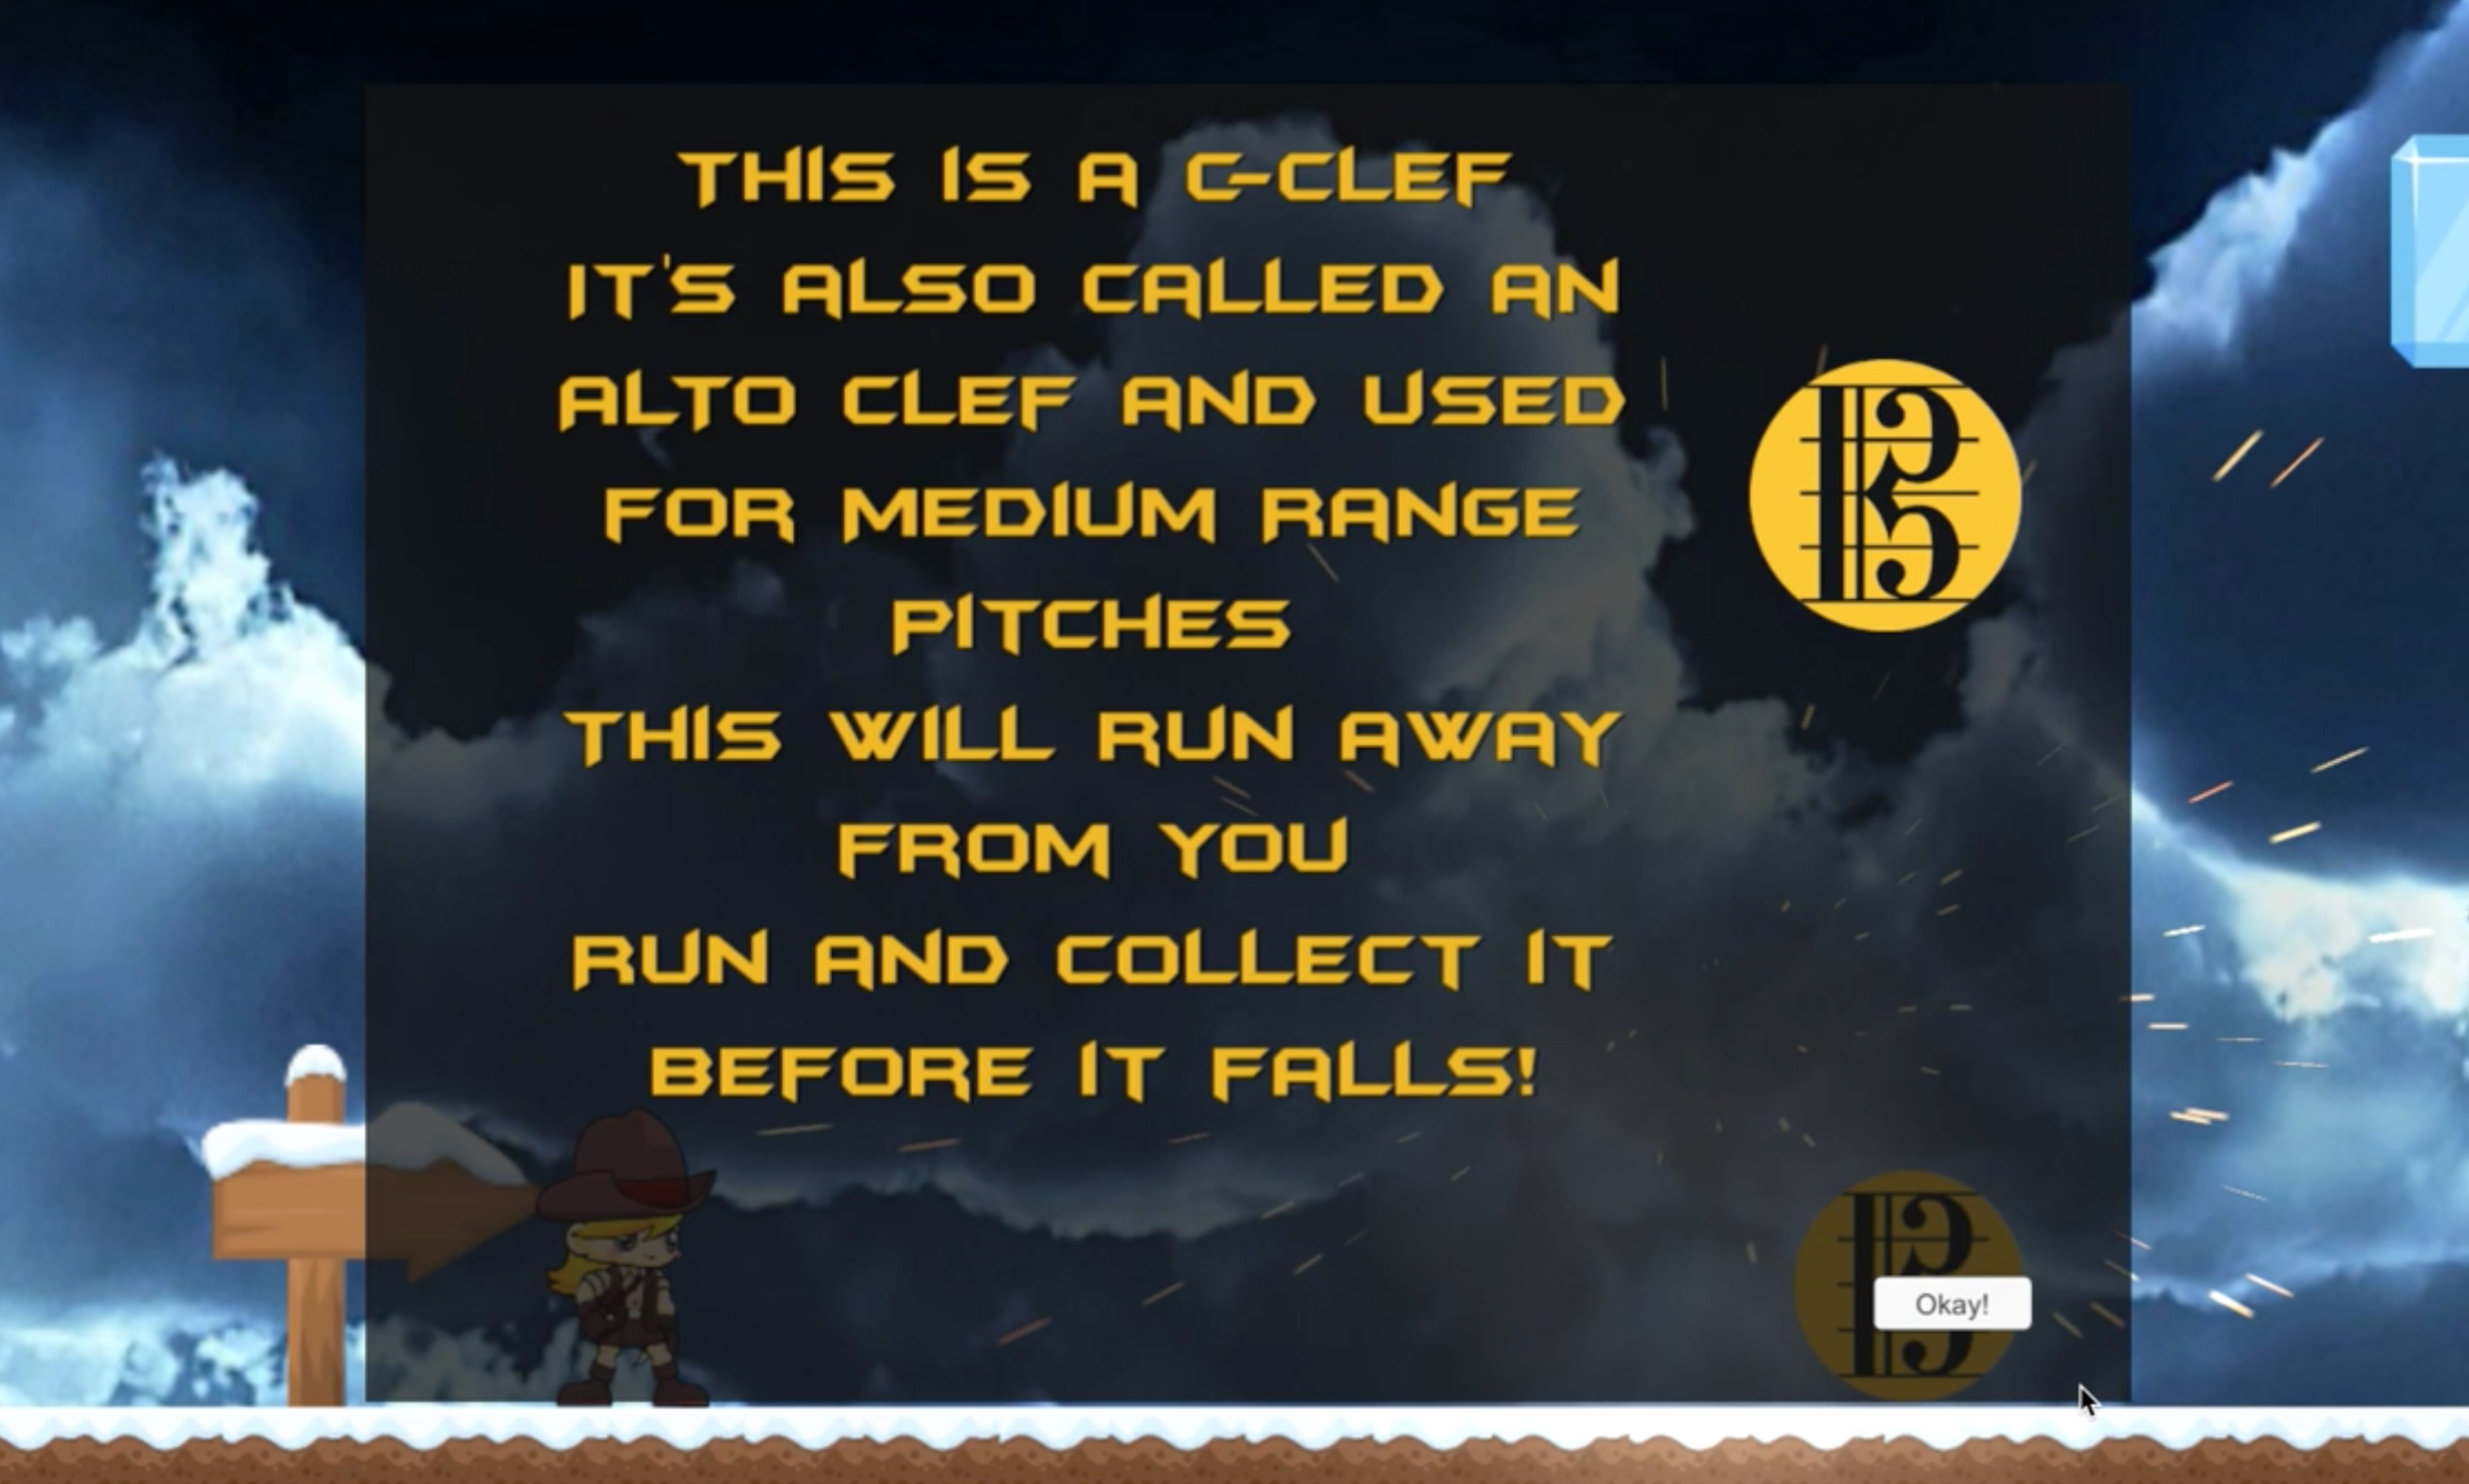 THIS IS A C-CLEF
IT'S ALSO CALLED AN
ALTO CLEF AND USED
FOR MEDIUM RANGE
PITCHES
THIS WILL RUN AWAY
FROM YOU
RUN AND COLLECT IT
BEFORE IT FALLS!
Okay!